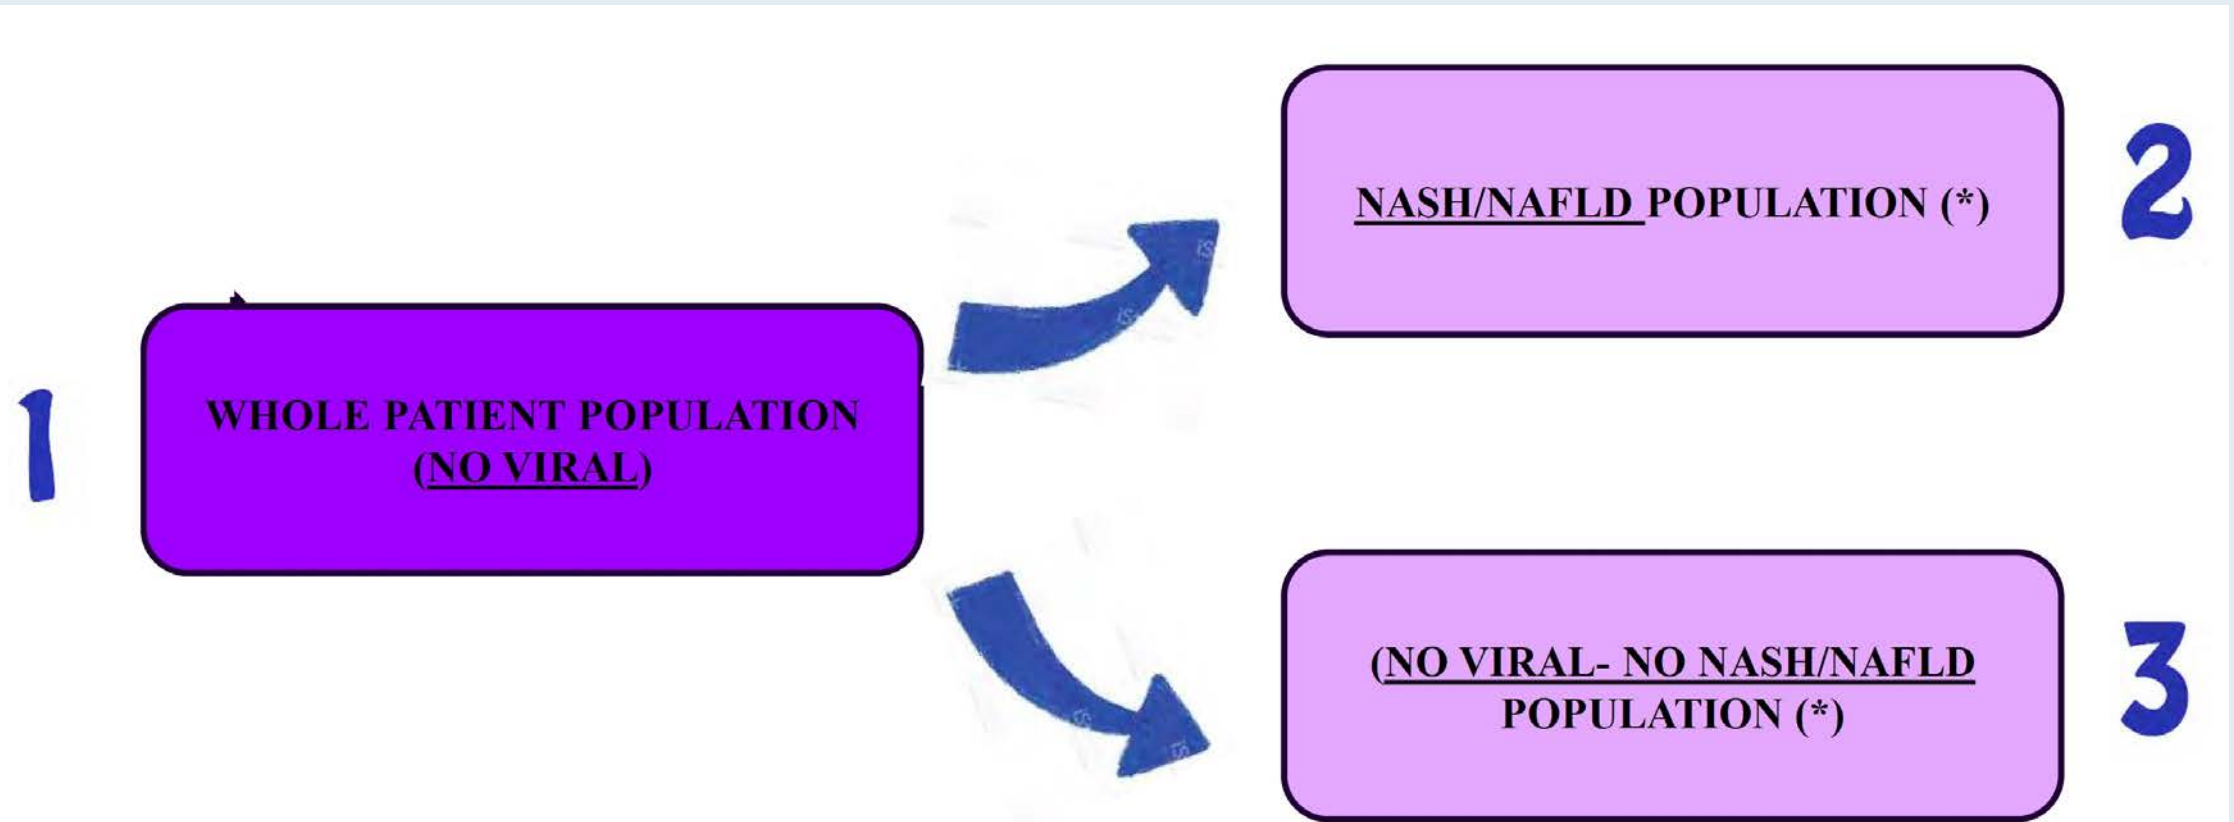 1
WHOLE PATIENT POPULATION
(NO VIRAL)
NASH/NAFLD POPULATION (*)
2
(NO VIRAL- NO NASH/NAFLD
POPULATION (*)
3